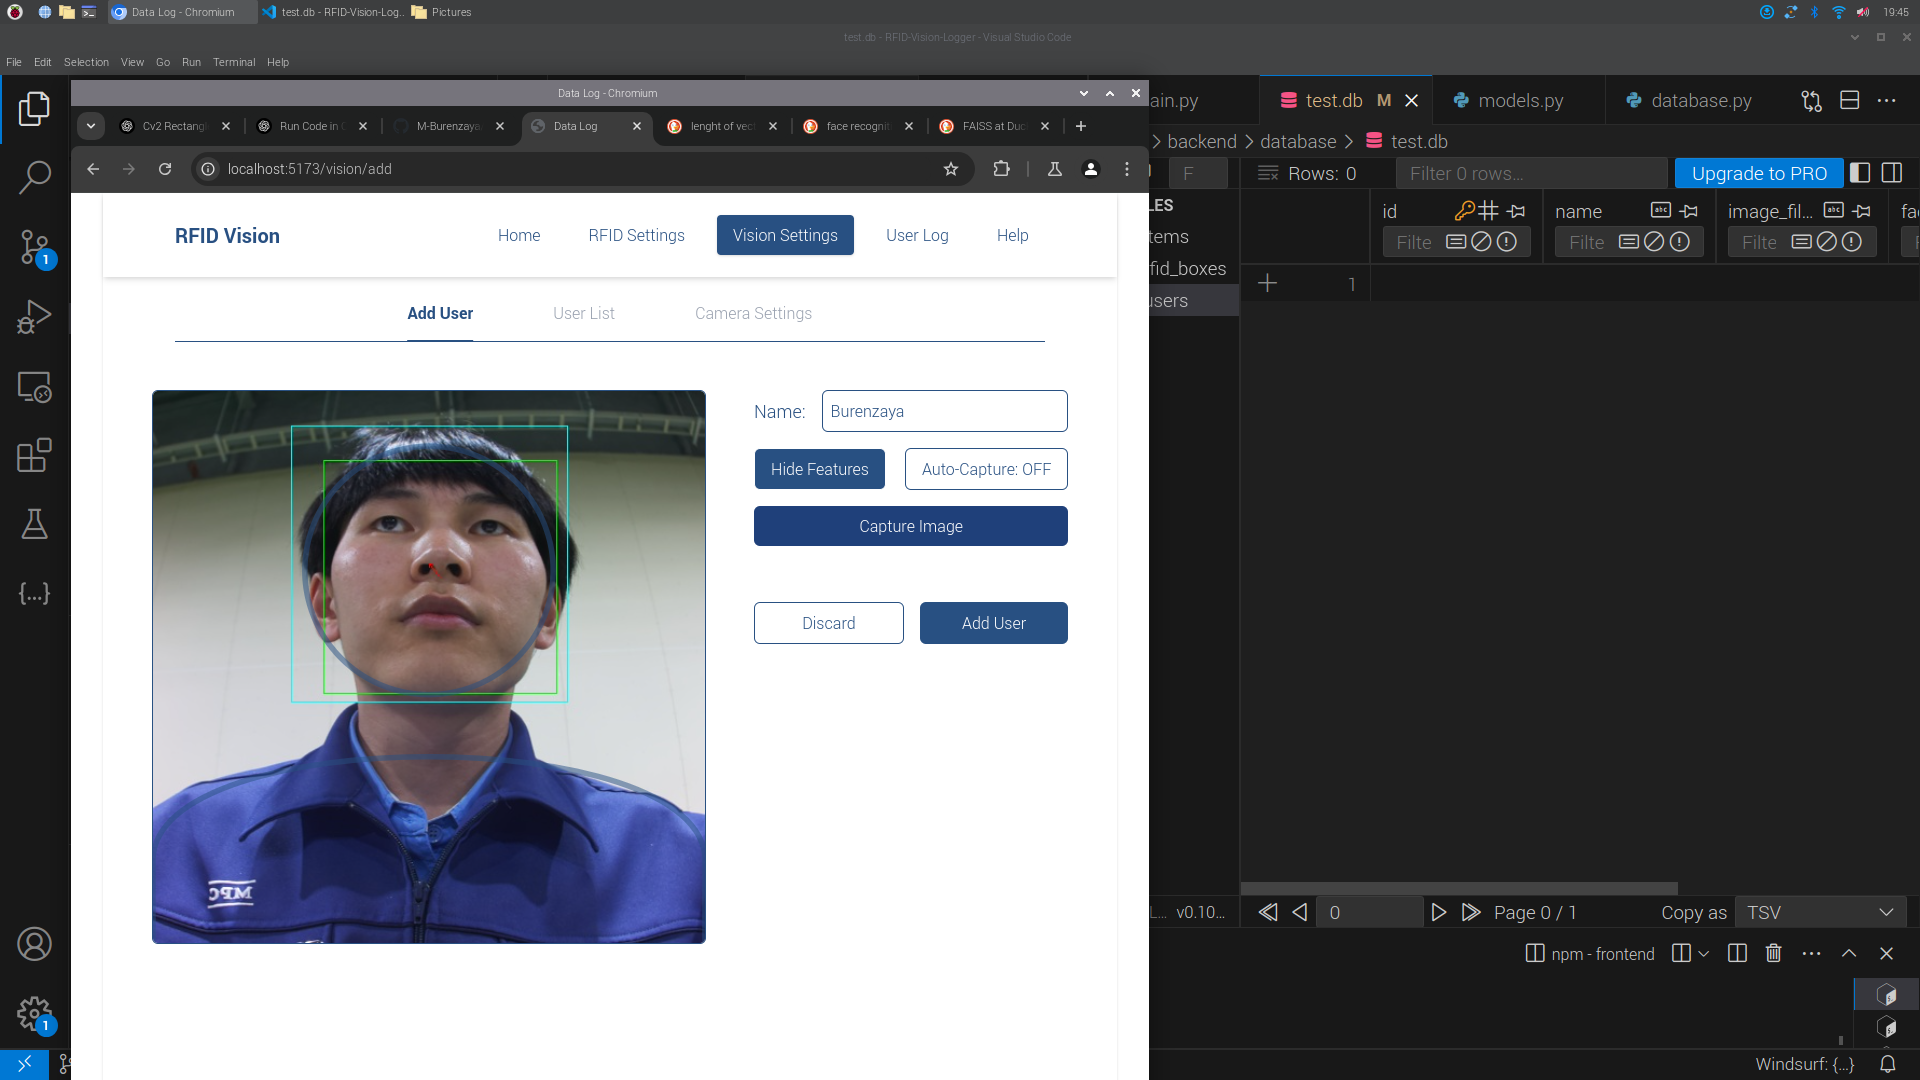 Data Log - Chromium
test.db - RFID-Vision-Log...
Pictures
19:45
test.db - RFID-Vision-Logger - Visual Studio Code
File Edit Selection View Go Run Terminal Help
Data Log - Chromium
Cv2 Rectang
Run Code in
M-Burenzaya
Data Log
lenght of vec
face recognit
FAISS at Duc
ain.py
test.db M
models.py
database.py
localhost:5173/vision/add
backend
database
test.db
F
Rows: 0
Filter 0 rows...
Upgrade to PRO
LES
tems
fid_boxes
users
id
name
image_fil...
fa
Filte
Filte
Filte
1
RFID Vision
Home
RFID Settings
Vision Settings
User Log
Help
Add User
User List
Camera Settings
Name:
Burenzaya
Hide Features
Auto-Capture: OFF
Capture Image
Discard
Add User
MPC
L... v0.10...
0
Page 0 / 1
Copy as
TSV
npm - frontend
1
1
Windsurf: {...}